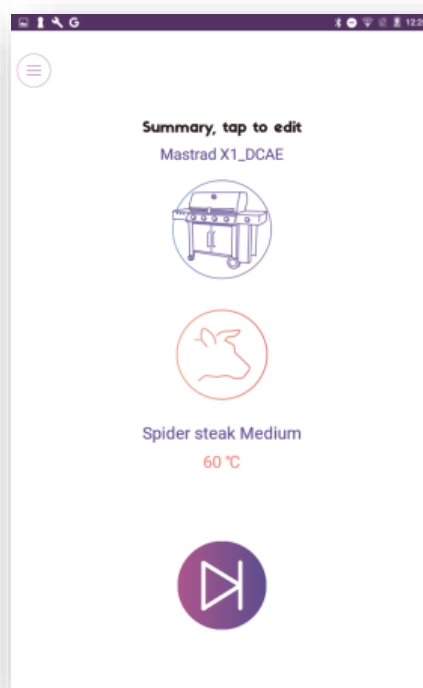 G
Summary, tap to edit
Mastrad X1_DCAE
Spider steak Medium
60 °C